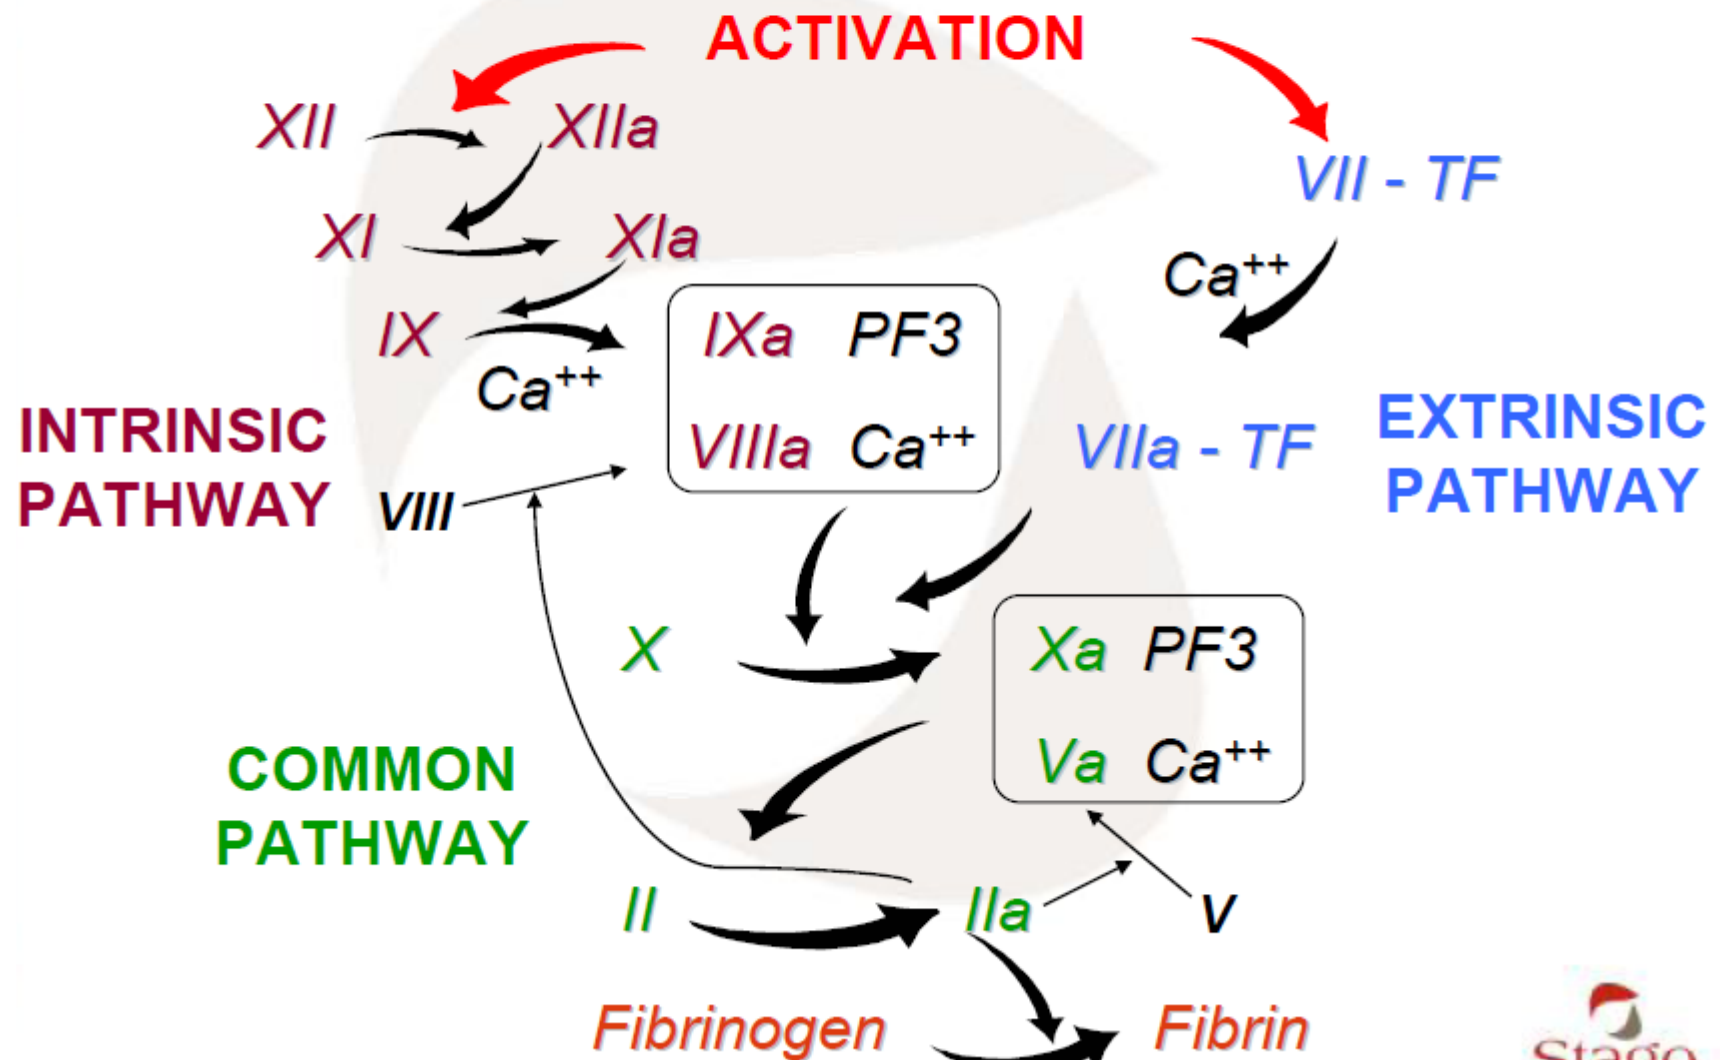 ACTIVATION
XII
XIIa
VII - TF
XI
XIa
Ca++
IX
IXa PF3
Ca++
INTRINSIC
PATHWAY
VIIIa Ca++
VIIa - TF
EXTRINSIC
PATHWAY
VIII
X
Xa PF3
COMMON
PATHWAY
Va Ca++
II
IIa
V
Fibrinogen
Fibrin
Stago